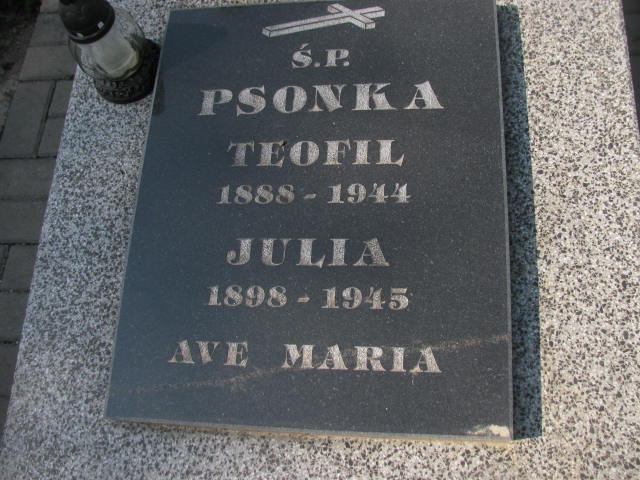 Ś.P.
PSONKA
TEOFIL
1888 - 1944
JULIA
1898 - 1945
AVE MARIA